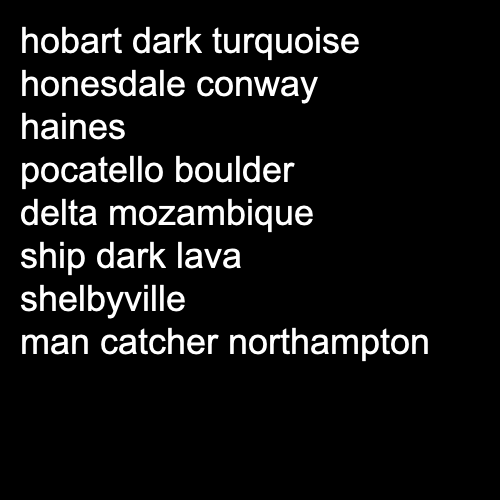 hobart dark turquoise
honesdale conway
haines
pocatello boulder
delta mozambique
ship dark lava
shelbyville
man catcher northampton